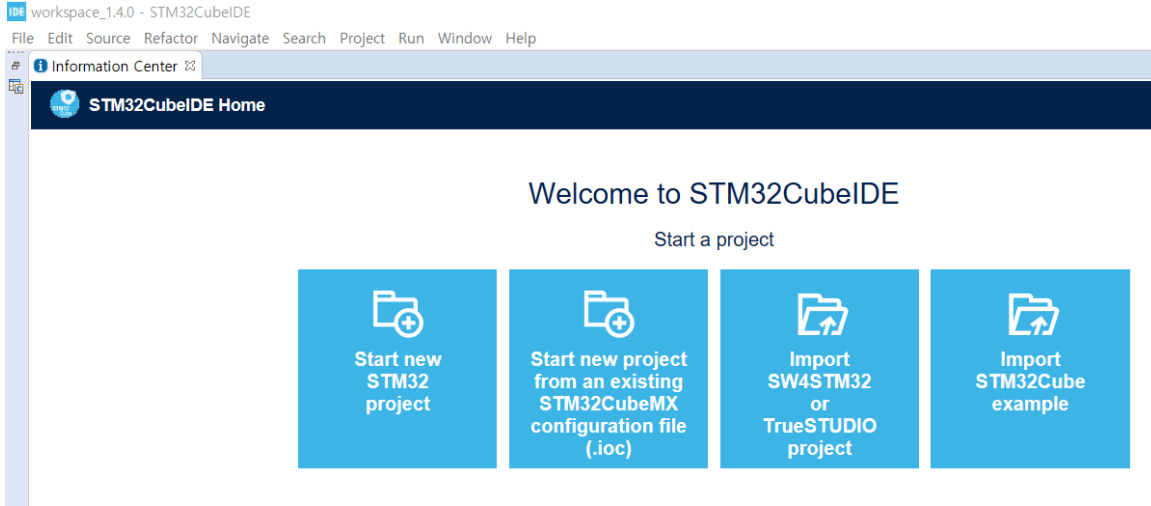 IDE workspace_1.4.0 - STM32CubeIDE
File Edit Source Refactor Navigate Search Project Run Window Help
Information Center
STM32CubeIDE Home
Welcome to STM32CubeIDE
Start a project
Start new
STM32
project
Start new project
from an existing
STM32CubeMX
configuration file
(.ioc)
Import
SW4STM32
or
TrueSTUDIO
project
Import
STM32Cube
example